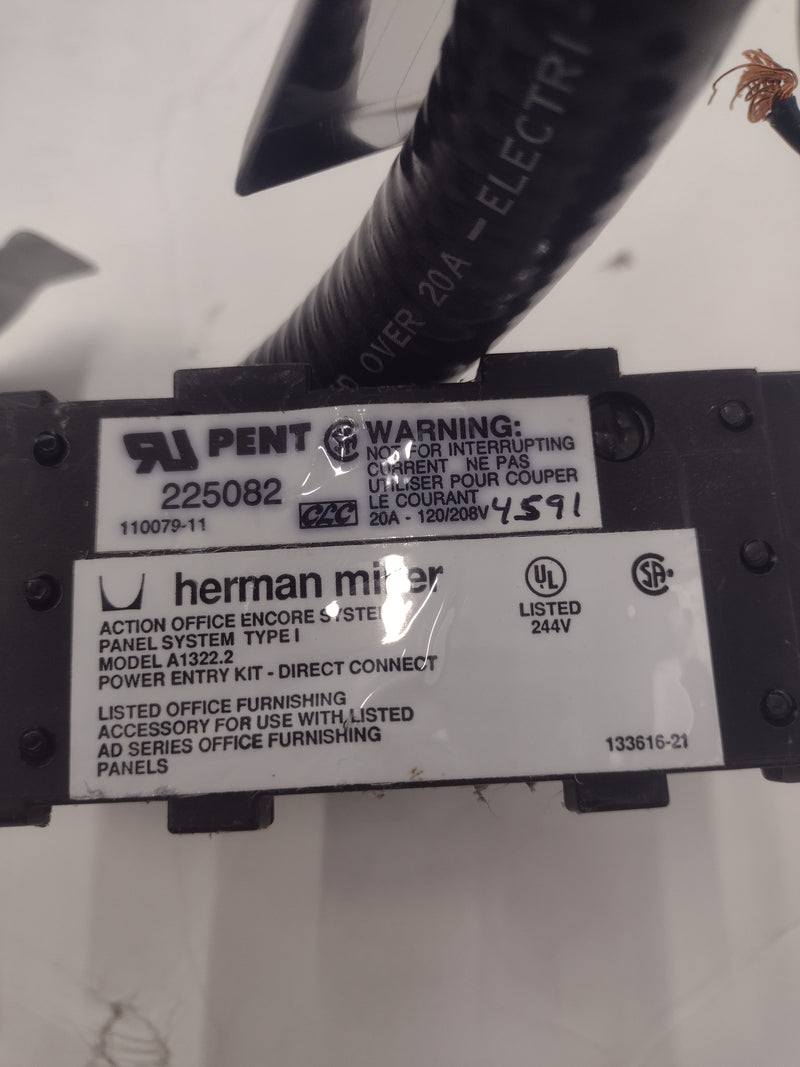 OVER 20A - ELECTRI
PENT
225082
110079-11
CLC
WARNING:
NOT FOR INTERRUPTING
CURRENT NE PAS
UTILISER POUR COUPER
LE COURANT
20A - 120/208V 4591
herman miller
ACTION OFFICE ENCORE SYSTEM
PANEL SYSTEM TYPE I
MODEL A1322.2
POWER ENTRY KIT - DIRECT CONNECT
LISTED OFFICE FURNISHING
ACCESSORY FOR USE WITH LISTED
AD SERIES OFFICE FURNISHING
PANELS
UL
LISTED
244V
SA
133616-21